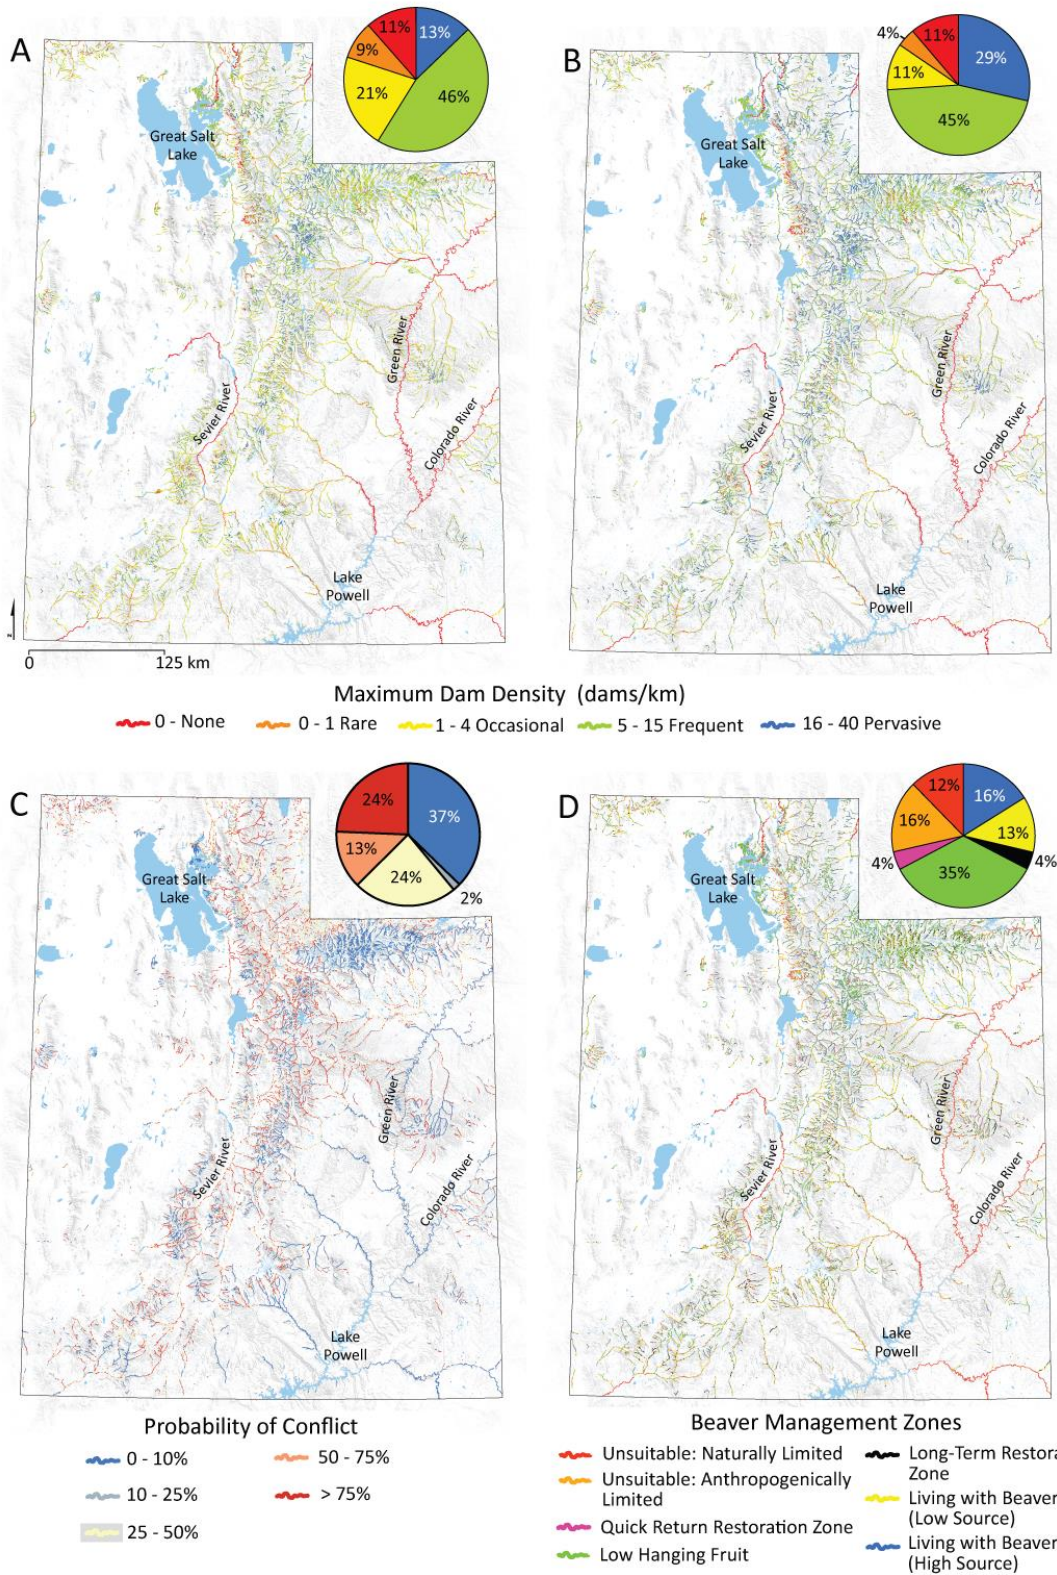 A
11%
13%
9%
21%
46%
Great Salt
Lake
Green River
Sevier River
Colorado River
Lake
Powell
N
0
125 km
B
4%
11%
29%
11%
45%
Great Salt
Lake
Green River
Sevier River
Colorado River
Lake
Powell
Maximum Dam Density (dams/km)
0 - None
0 - 1 Rare
1 - 4 Occasional
5 - 15 Frequent
16 - 40 Pervasive
C
24%
37%
13%
24%
2%
Great Salt
Lake
Green River
Sevier River
Colorado River
Lake
Powell
Probability of Conflict
0 - 10%
50 - 75%
10 - 25%
> 75%
25 - 50%
D
12%
16%
16%
13%
4%
4%
35%
Great Salt
Lake
Green River
Sevier River
Colorado River
Lake
Powell
Beaver Management Zones
Unsuitable: Naturally Limited
Unsuitable: Anthropogenically
Limited
Quick Return Restoration Zone
Low Hanging Fruit
Long-Term Restora
Zone
Living with Beaver
(Low Source)
Living with Beaver
(High Source)